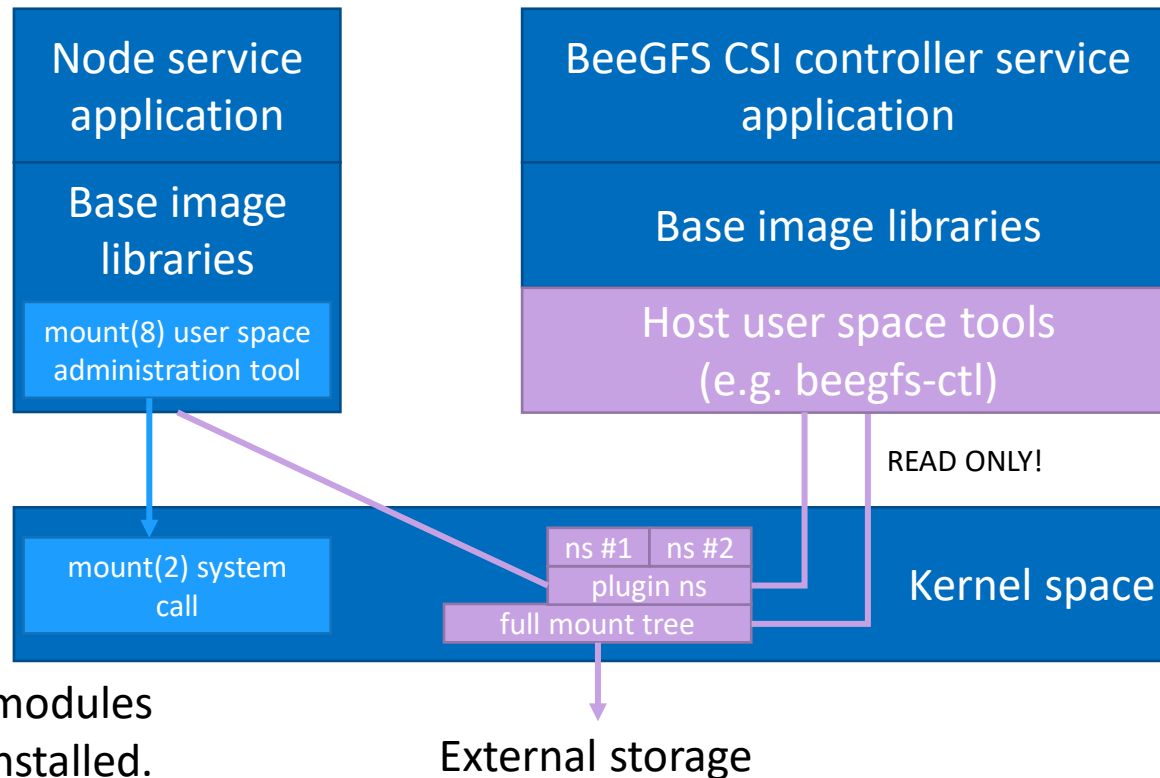 Node service
application
BeeGFS CSI controller service
application
Base image
libraries
Base image libraries
mount(8) user space
administration tool
Host user space tools
(e.g. beegfs-ctl)
READ ONLY!
mount(2) system
call
ns #1
ns #2
plugin ns
full mount tree
Kernel space
modules
nstalled.
External storage